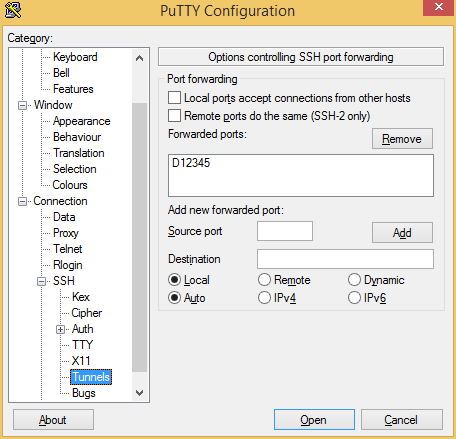 PuTTY Configuration
Category:
Keyboard
Bell
Features
Window
Appearance
Behaviour
Translation
Selection
Colours
Connection
Data
Proxy
Telnet
Rlogin
SSH
Kex
Cipher
Auth
TTY
X11
Tunnels
Bugs
Options controlling SSH port forwarding
Port forwarding
Local ports accept connections from other hosts
Remote ports do the same (SSH-2 only)
Forwarded ports:
Remove
D12345
Add new forwarded port:
Source port
Add
Destination
Local Remote Dynamic
Auto IPv4 IPv6
About Open Cancel